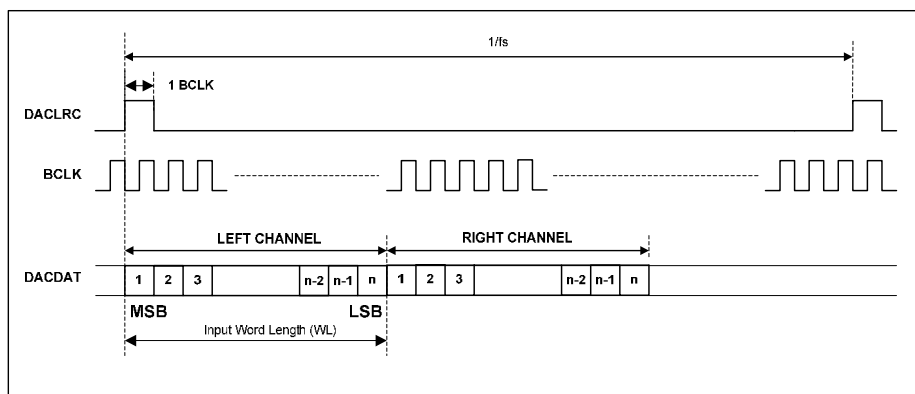 1/fs
1 BCLK
DACLRC
BCLK
LEFT CHANNEL RIGHT CHANNEL
DACDAT 1 2 3 n-2 n-1 n 1 2 3 n-2 n-1 n
MSB LSB
Input Word Length (WL)